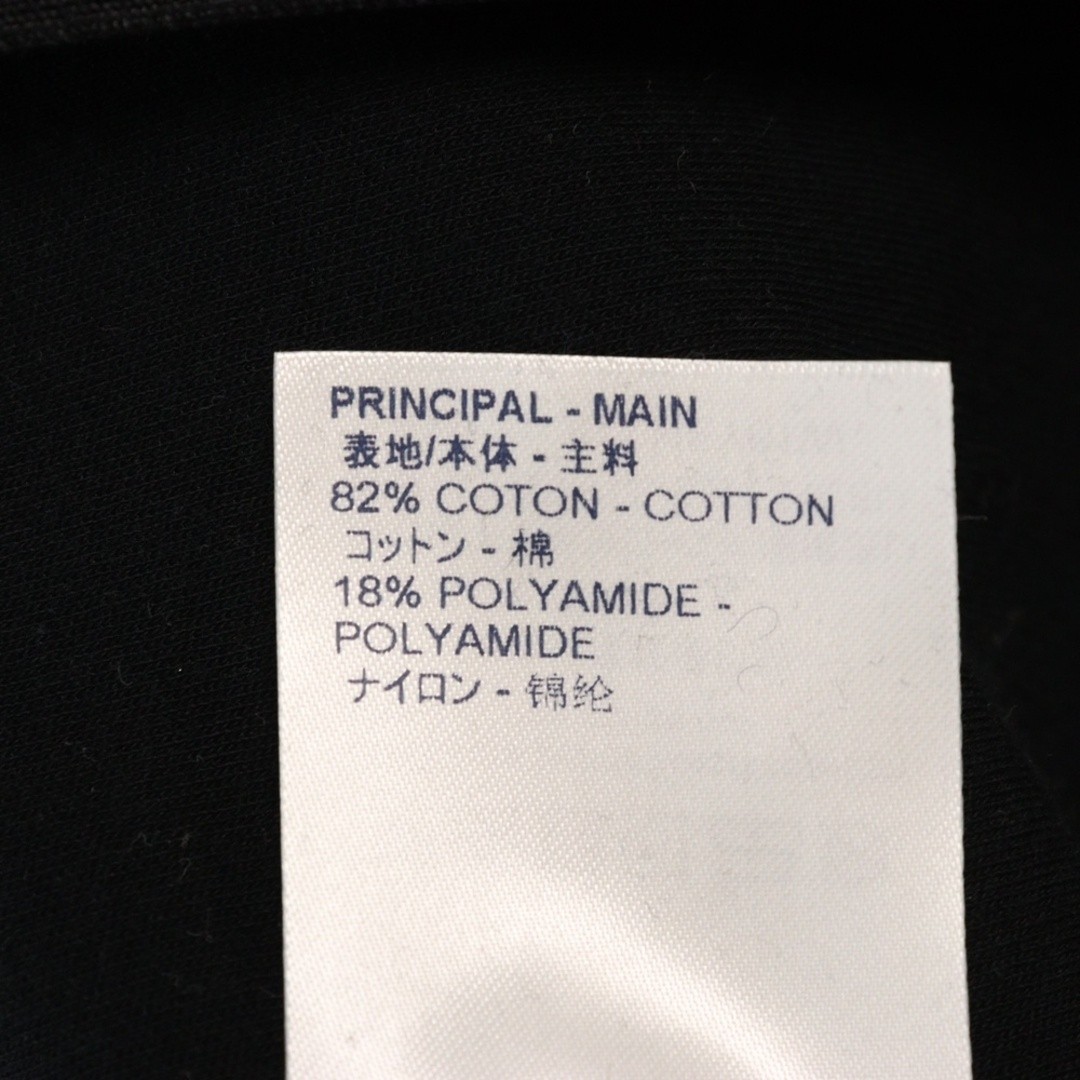 PRINCIPAL - MAIN
表地/本体 - 主料
82% COTON - COTTON
コットン - 棉
18% POLYAMIDE -
POLYAMIDE
ナイロン - 锦纶